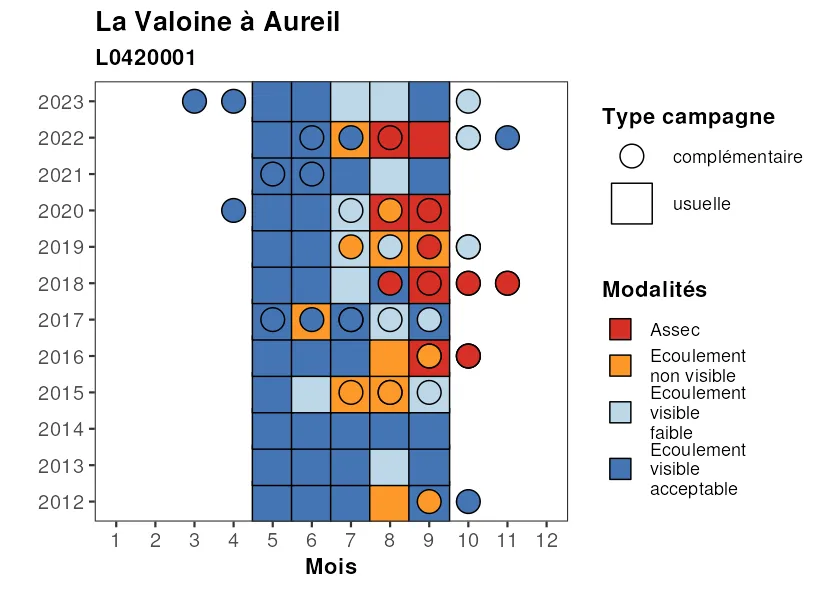 La Valoine à Aureil
L0420001
2023
2022
2021
2020
2019
2018
2017
2016
2015
2014
2013
2012
1 2 3 4 5 6 7 8 9 10 11 12
Mois
Type campagne
complémentaire
usuelle
Modalités
Assec
Ecoulement
non visible
Ecoulement
visible
faible
Ecoulement
visible
acceptable